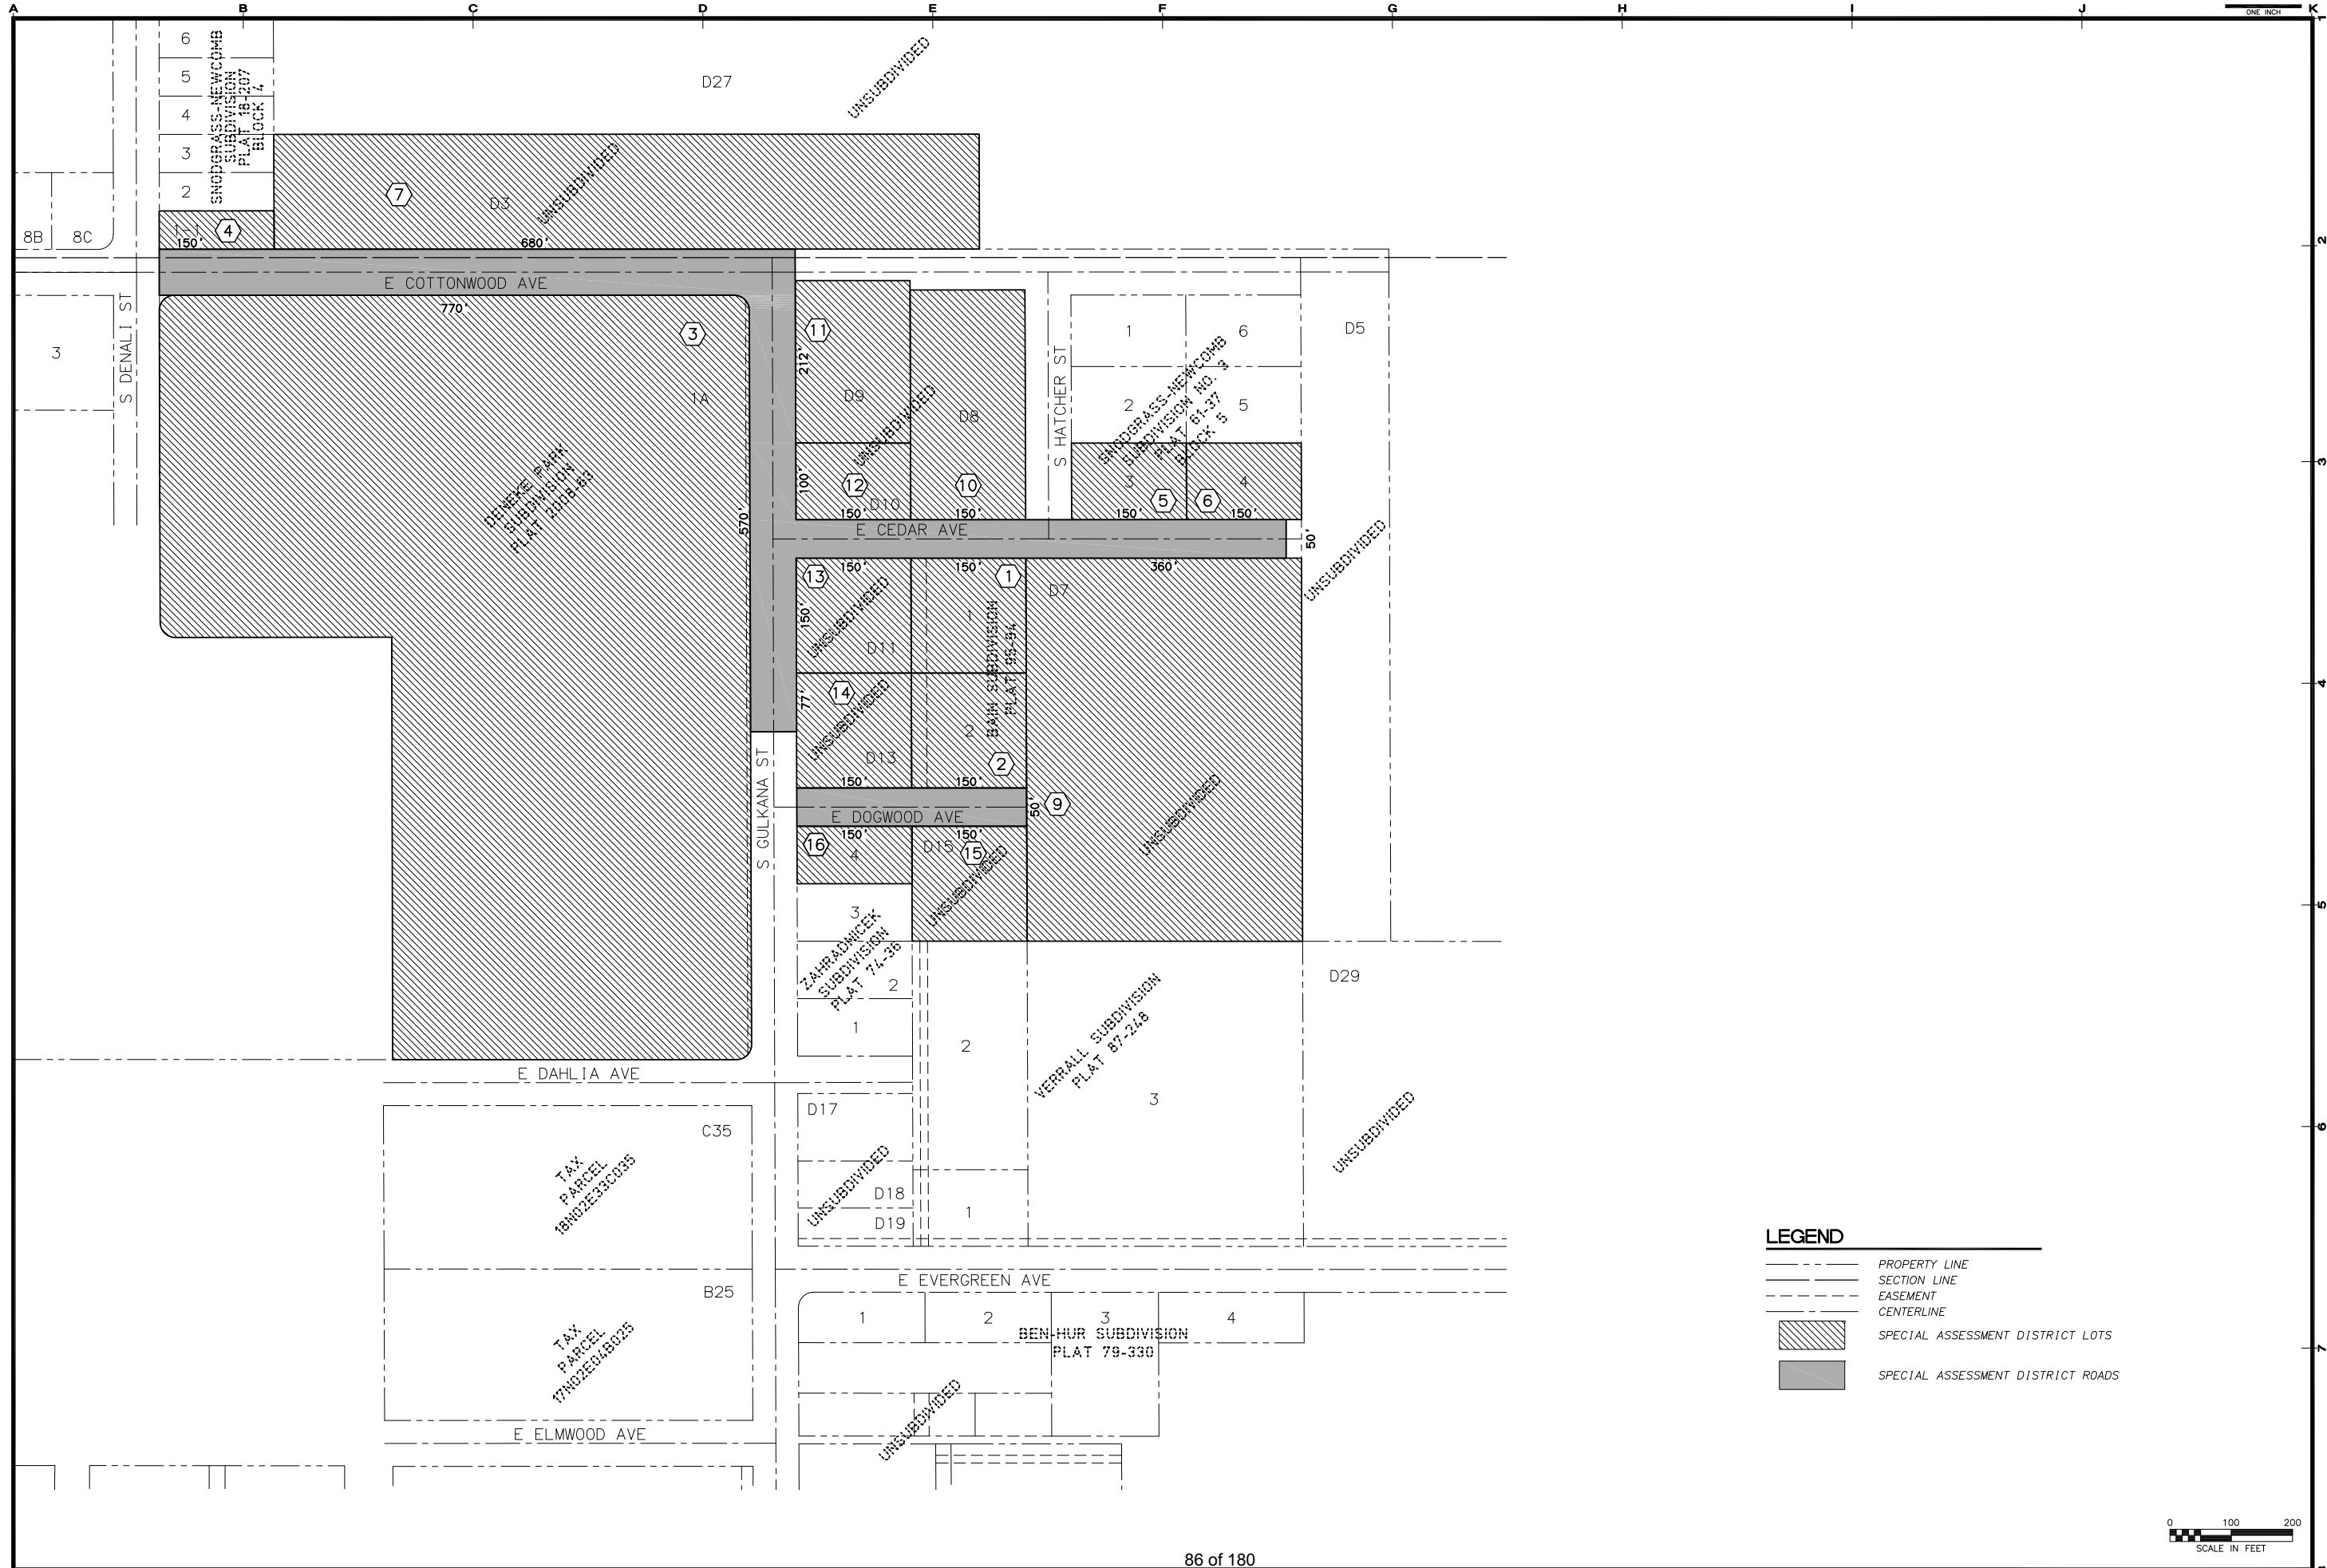 A
B
C
D
E
F
G
H
I
J
K
ONE INCH
1
2
3
4
5
6
7
6
5
4
3
2
1-1
4
150'
SNODGRASS-NEWCOMB
SUBDIVISION
PLAT 18-207
BLOCK 4
D27
UNSUBDIVIDED
7
D3
UNSUBDIVIDED
680'
8B
8C
3
S DENALI ST
E COTTONWOOD AVE
770'
3
1A
DENEKE PARK
SUBDIVISION
PLAT 2008-63
570'
11
212'
D9
D8
UNSUBDIVIDED
12
100'
D10
150'
10
150'
S HATCHER ST
1
6
2
5
3
4
SNODGRASS-NEWCOMB
SUBDIVISION NO. 3
PLAT 61-37
BLOCK 5
5
6
150'
150'
D5
UNSUBDIVIDED
E CEDAR AVE
50'
13
150'
150'
UNSUBDIVIDED
D11
150'
1
1
BAIN SUBDIVISION
PLAT 95-94
D7
360'
14
77'
UNSUBDIVIDED
D13
150'
2
2
150'
9
50'
UNSUBDIVIDED
E DOGWOOD AVE
S GULKANA ST
16
150'
4
D15
150'
15
UNSUBDIVIDED
3
ZAHRADNICEK
SUBDIVISION
PLAT 74-36
2
1
2
VERRALL SUBDIVISION
PLAT 87-248
3
D29
UNSUBDIVIDED
E DAHLIA AVE
D17
C35
TAX
PARCEL
18N02E33C035
UNSUBDIVIDED
D18
D19
1
B25
TAX
PARCEL
17N02E04B025
E EVERGREEN AVE
1
2
3
4
BEN-HUR SUBDIVISION
PLAT 79-330
UNSUBDIVIDED
E ELMWOOD AVE
LEGEND
PROPERTY LINE
SECTION LINE
EASEMENT
CENTERLINE
SPECIAL ASSESSMENT DISTRICT LOTS
SPECIAL ASSESSMENT DISTRICT ROADS
0 100 200
SCALE IN FEET
86 of 180